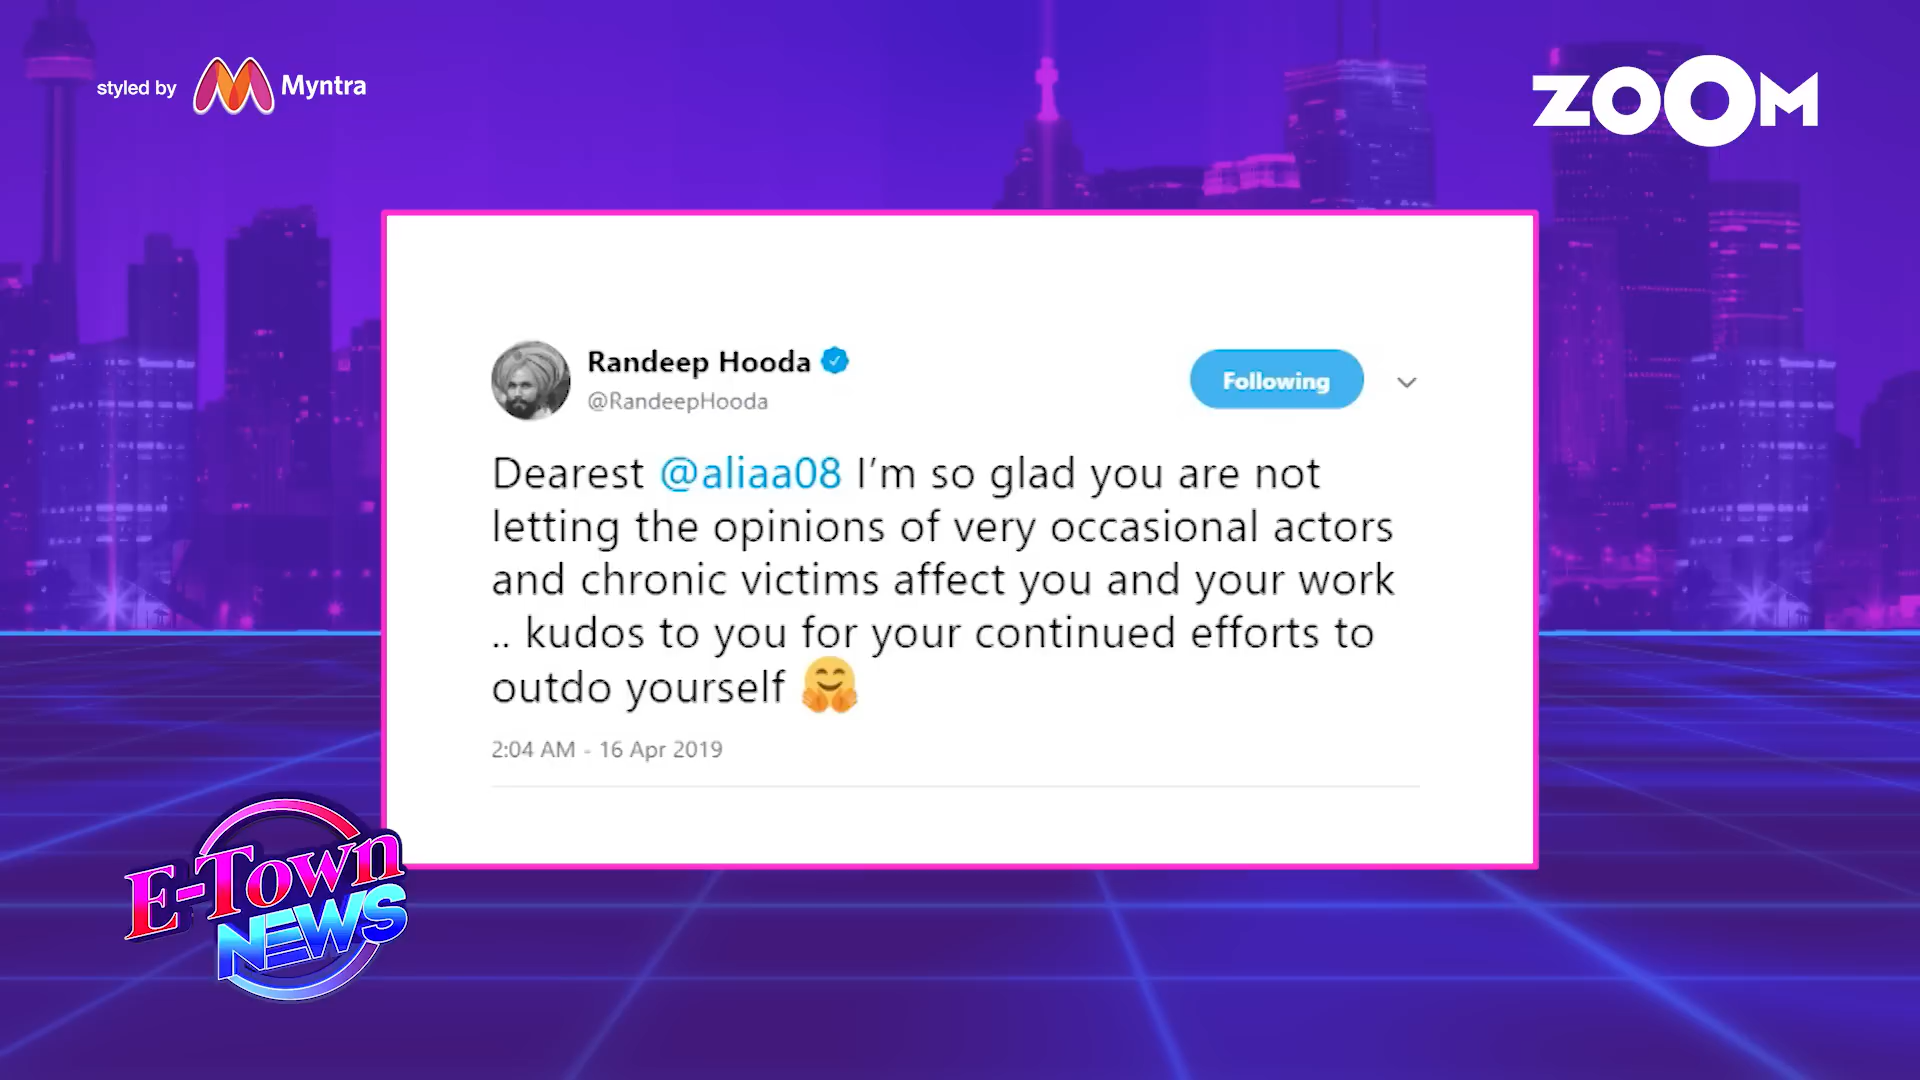 styled by Myntra
ZOOM
Randeep Hooda
@RandeepHooda
Following
Dearest @aliaa08 I'm so glad you are not
letting the opinions of very occasional actors
and chronic victims affect you and your work
.. kudos to you for your continued efforts to
outdo yourself 🤗
2:04 AM - 16 Apr 2019
E-Town
NEWS